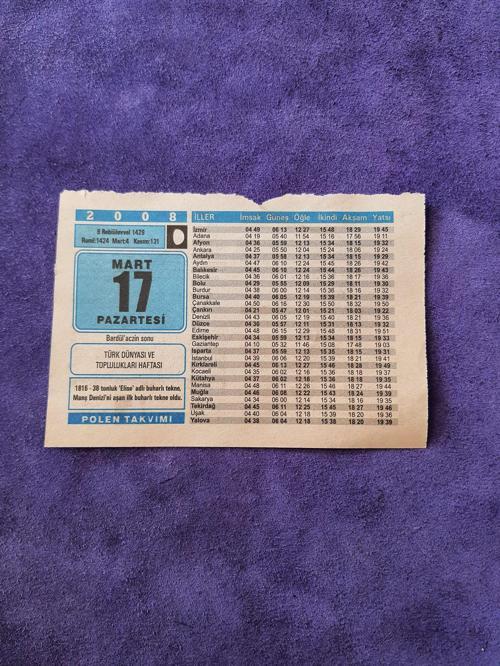 2 0 0 8
9 Rebiülevvel 1429
Rumi:1424 Mart:4 Kasım:131
MART
17
PAZARTESİ
Bardül'aczin sonu
TÜRK DÜNYASI VE
TOPLULUKLARI HAFTASI
1816 - 38 tonluk 'Elise' adlı buharlı tekne,
Manş Denizi'ni aşan ilk buharlı tekne oldu.
POLEN TAKVİMİ
İLLER İmsak Güneş Öğle İkindi Akşam Yatsı
İzmir 04 49 06 13 12 27 15 48 18 29 19 45
Adana 04 19 05 40 11 54 15 16 17 56 19 11
Afyon 04 36 05 59 12 13 15 34 18 15 19 32
Ankara 04 25 05 50 12 04 15 24 18 06 19 24
Antalya 04 37 05 58 12 13 15 34 18 15 19 29
Aydın 04 47 06 10 12 24 15 46 18 26 19 42
Balıkesir 04 45 06 10 12 24 15 44 18 26 19 43
Bilecik 04 36 06 01 12 16 15 36 18 17 19 36
Bolu 04 29 05 55 12 09 15 29 18 11 19 30
Burdur 04 38 06 00 12 14 15 36 18 16 19 32
Bursa 04 40 06 05 12 19 15 39 18 21 19 39
Çanakkale 04 50 06 16 12 30 15 50 18 32 19 50
Çankırı 04 21 05 47 12 01 15 21 18 03 19 22
Denizli 04 43 06 05 12 19 15 40 18 21 19 36
Düzce 04 30 05 57 12 11 15 31 18 13 19 32
Edirne 04 48 06 15 12 29 15 48 18 31 19 51
Eskişehir 04 34 05 59 12 13 15 34 18 15 19 33
Gaziantep 04 10 05 32 11 46 15 08 17 48 19 03
Isparta 04 37 05 59 12 13 15 35 18 15 19 31
İstanbul 04 39 06 06 12 20 15 39 18 21 19 41
Kırklareli 04 45 06 13 12 27 15 46 18 28 19 49
Kocaeli 04 35 06 02 12 16 15 36 18 18 19 37
Kütahya 04 37 06 02 12 16 15 36 18 18 19 35
Manisa 04 48 06 11 12 26 15 46 18 27 19 44
Muğla 04 46 06 08 12 22 15 43 18 24 19 39
Sakarya 04 34 06 00 12 14 15 34 18 16 19 35
Tekirdağ 04 45 06 11 12 25 15 45 18 27 19 46
Uşak 04 40 06 04 12 18 15 39 18 20 19 36
Yalova 04 38 06 04 12 18 15 38 18 20 19 39